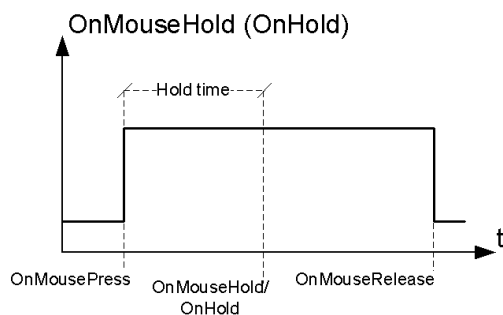 OnMouseHold (OnHold)
Hold time
t
OnMousePress
OnMouseHold/
OnHold
OnMouseRelease